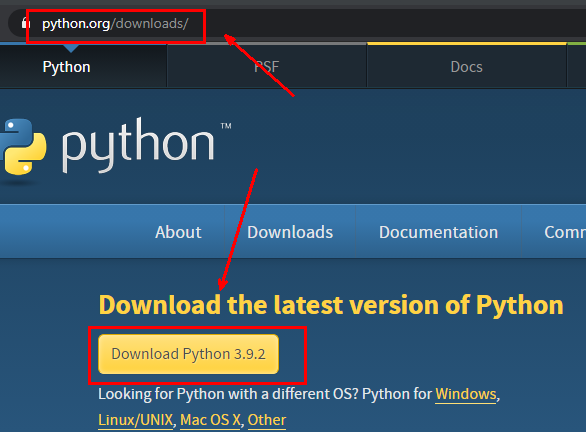 python.org/downloads/
Python PSF Docs
python™
About Downloads Documentation Comm
Download the latest version of Python
Download Python 3.9.2
Looking for Python with a different OS? Python for Windows,
Linux/UNIX, Mac OS X, Other